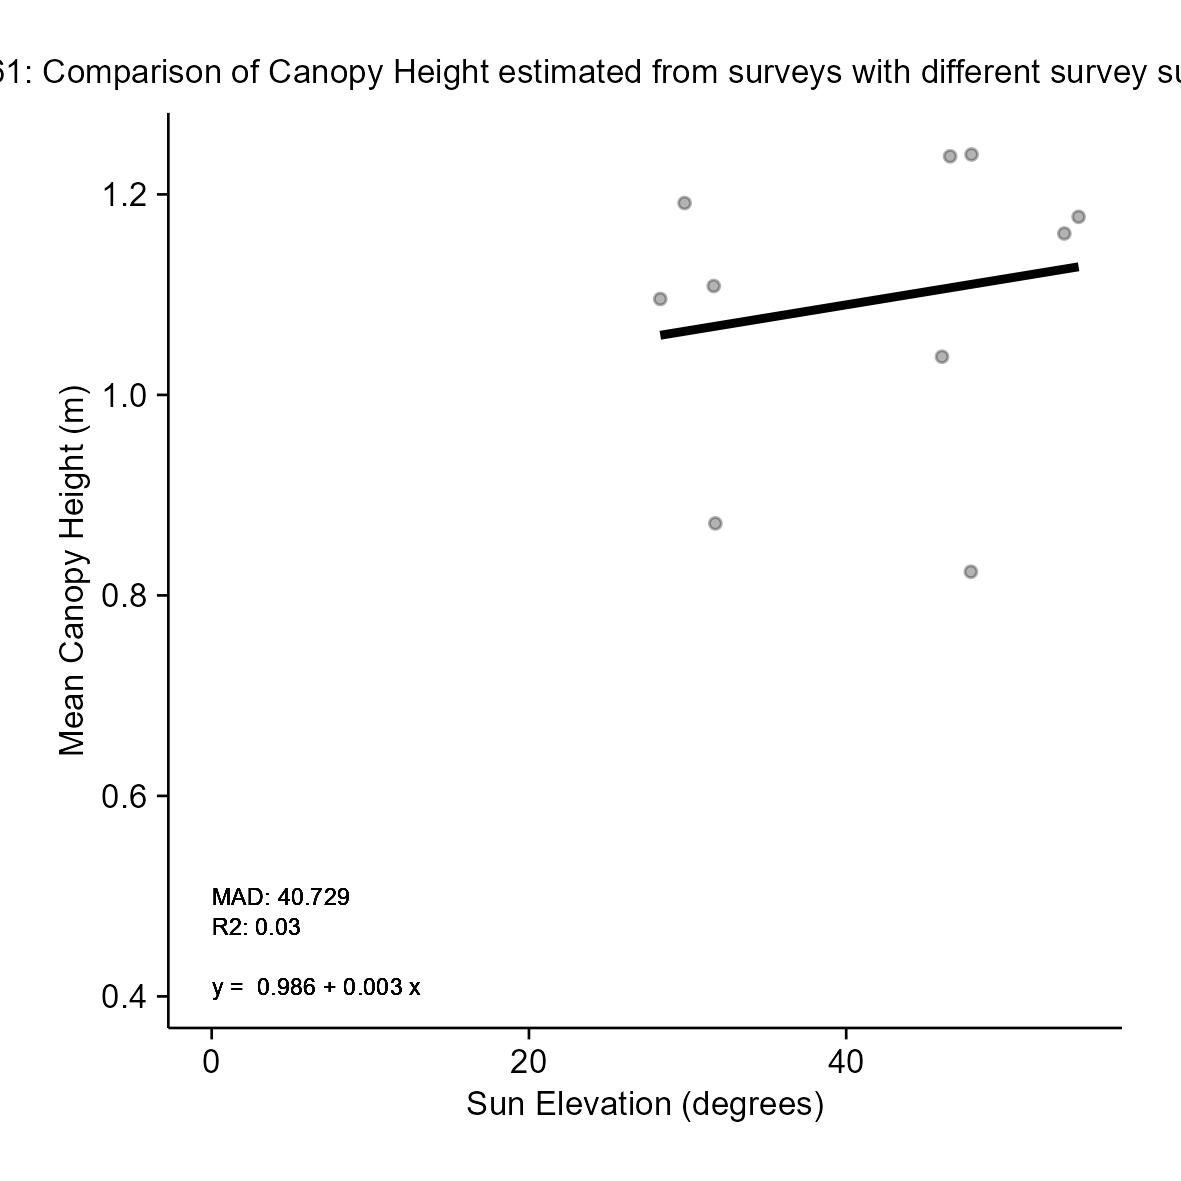 61: Comparison of Canopy Height estimated from surveys with different survey su
1.2
1.0
0.8
0.6
0.4
Mean Canopy Height (m)
MAD: 40.729
R2: 0.03
y =  0.986 + 0.003 x
0
20
40
Sun Elevation (degrees)